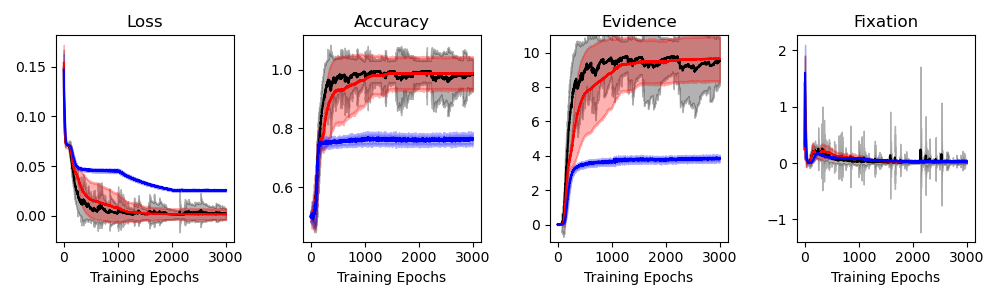 Loss
0.15
0.10
0.05
0.00
0 1000 2000 3000
Training Epochs
Accuracy
1.0
0.8
0.6
0 1000 2000 3000
Training Epochs
Evidence
10
8
6
4
2
0
0 1000 2000 3000
Training Epochs
Fixation
2
1
0
−1
0 1000 2000 3000
Training Epochs